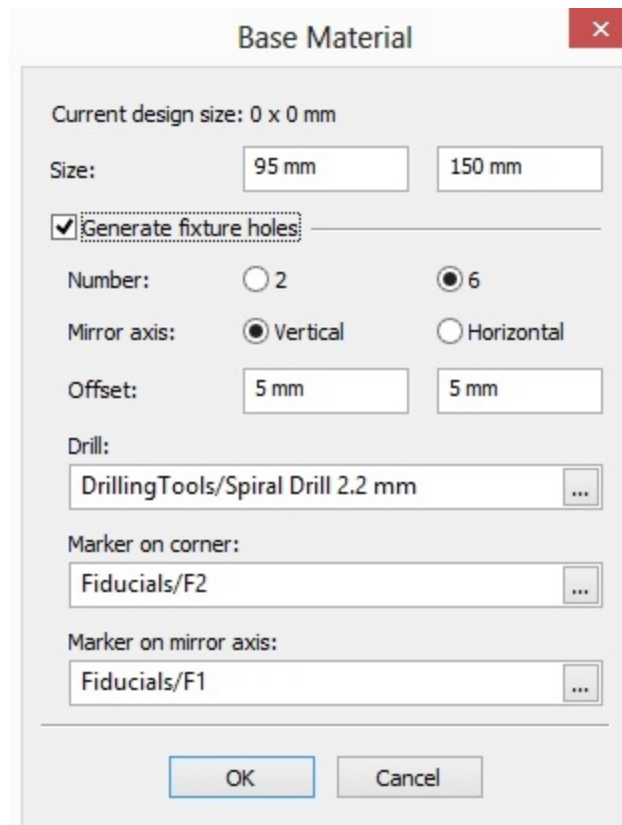 Base Material
Current design size: 0 x 0 mm
Size: 95 mm 150 mm
Generate fixture holes
Number: 2 6
Mirror axis: Vertical Horizontal
Offset: 5 mm 5 mm
Drill:
DrillingTools/Spiral Drill 2.2 mm ...
Marker on corner:
Fiducials/F2 ...
Marker on mirror axis:
Fiducials/F1 ...
OK Cancel